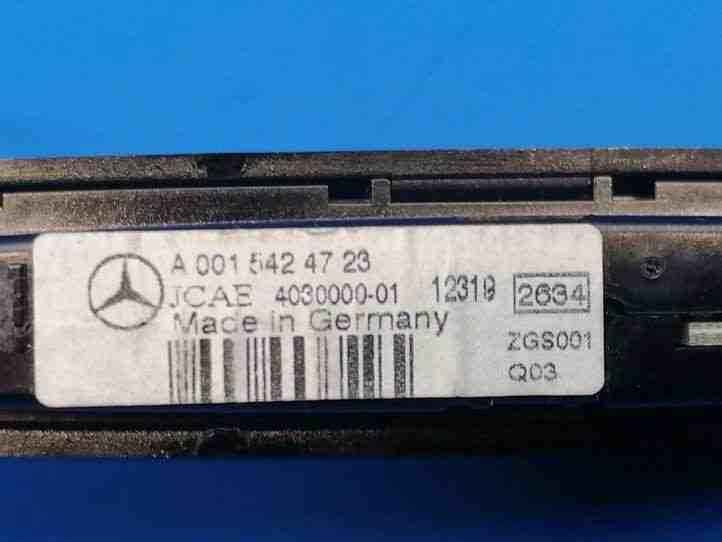 A 001 542 47 23
JCAE 4030000-01 12319 2634
Made in Germany
ZGS001
Q03